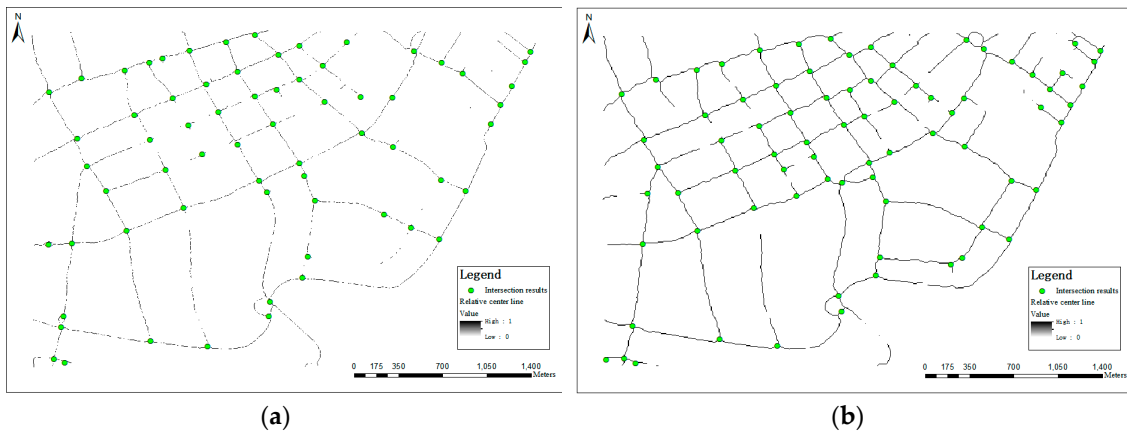 N
Legend
Intersection results
Relative center line
Value
High : 1
Low : 0
0 175 350 700 1,050 1,400
Meters
(a)
N
Legend
Intersection results
Relative center line
Value
High : 1
Low : 0
0 175 350 700 1,050 1,400
Meters
(b)